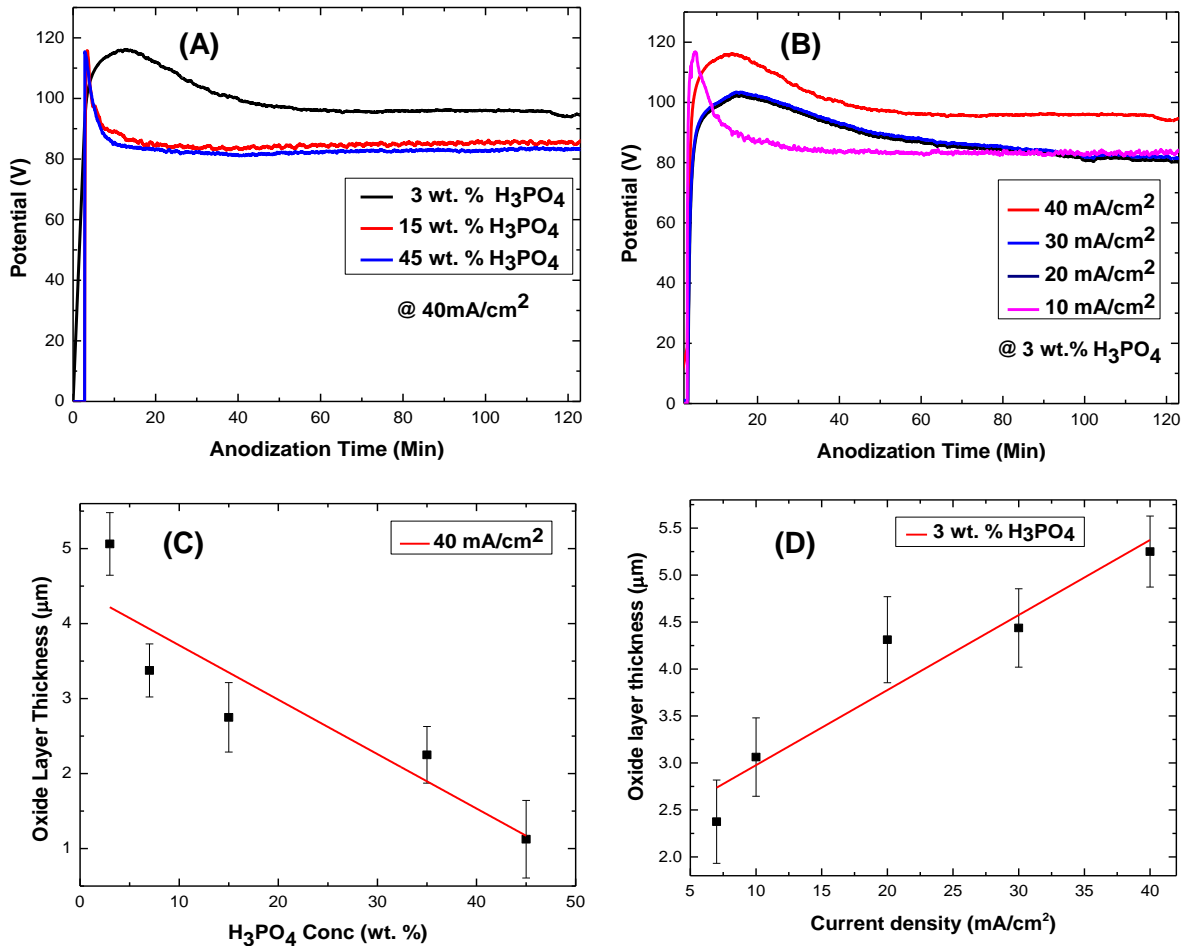 (A)
120
100
80
60
40
20
0
Potential (V)
3 wt. % H₃PO₄
15 wt. % H₃PO₄
45 wt. % H₃PO₄
@ 40mA/cm²
0 20 40 60 80 100 120
Anodization Time (Min)
(B)
120
100
80
60
40
20
0
Potential (V)
40 mA/cm²
30 mA/cm²
20 mA/cm²
10 mA/cm²
@ 3 wt.% H₃PO₄
20 40 60 80 100 120
Anodization Time (Min)
(C)
40 mA/cm²
5
4
3
2
1
Oxide Layer Thickness (μm)
0 10 20 30 40 50
H₃PO₄ Conc (wt. %)
(D)
3 wt. % H₃PO₄
5.5
5.0
4.5
4.0
3.5
3.0
2.5
2.0
Oxide layer thickness (μm)
5 10 15 20 25 30 35 40
Current density (mA/cm²)